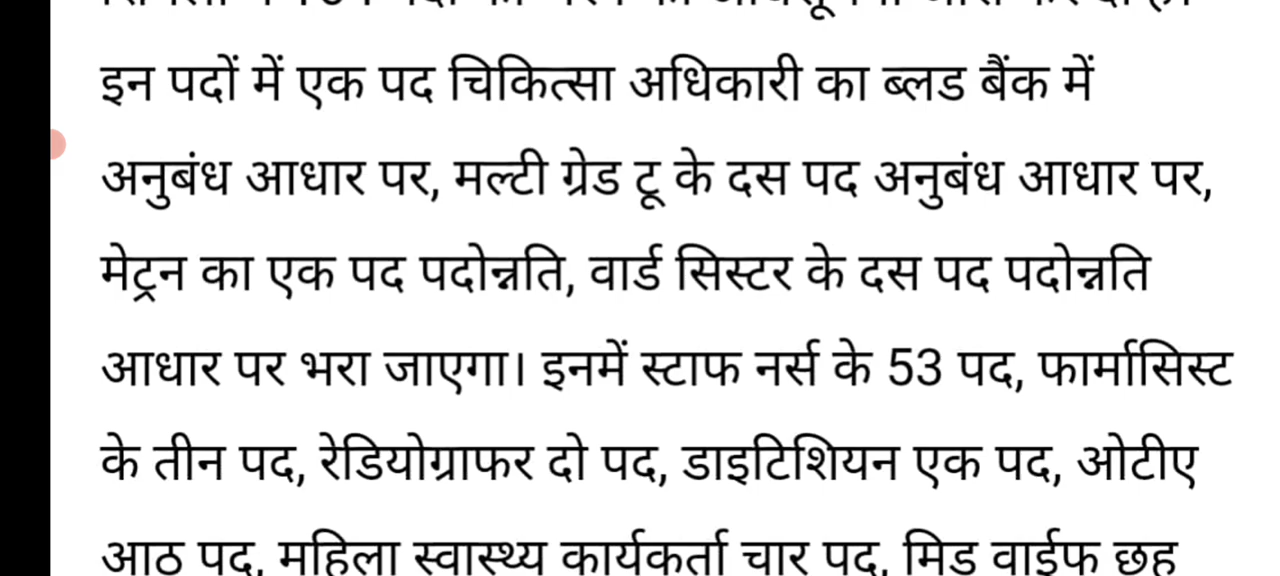 इन पदों में एक पद चिकित्सा अधिकारी का ब्लड बैंक में
अनुबंध आधार पर, मल्टी ग्रेड टू के दस पद अनुबंध आधार पर,
मेट्रन का एक पद पदोन्नति, वार्ड सिस्टर के दस पद पदोन्नति
आधार पर भरा जाएगा। इनमें स्टाफ नर्स के 53 पद, फार्मासिस्ट
के तीन पद, रेडियोग्राफर दो पद, डाइटिशियन एक पद, ओटीए
आठ पद, महिला स्वास्थ्य कार्यकर्ता चार पद, मिड वाईफ छह